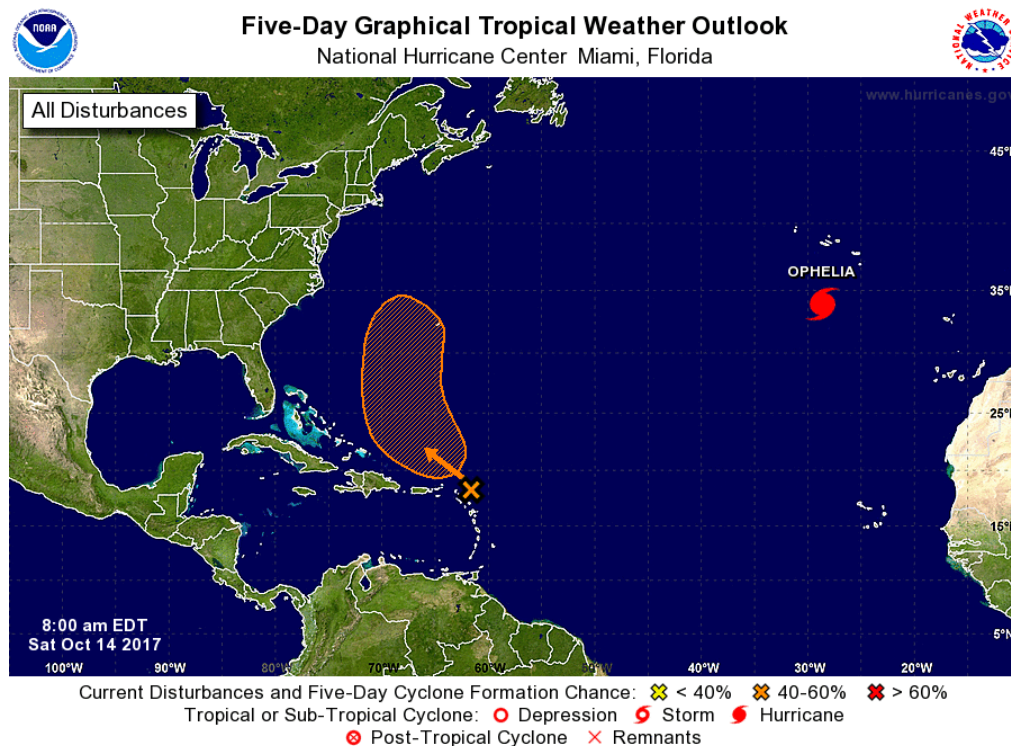 Five-Day Graphical Tropical Weather Outlook
National Hurricane Center Miami, Florida
NOAA
All Disturbances
www.hurricanes.gov
45°N
OPHELIA
35°N
25°N
15°N
5°N
8:00 am EDT
Sat Oct 14 2017
100°W 90°W 80°W 70°W 60°W 50°W 40°W 30°W 20°W
Current Disturbances and Five-Day Cyclone Formation Chance: < 40% 40-60% > 60%
Tropical or Sub-Tropical Cyclone: Depression Storm Hurricane
Post-Tropical Cyclone Remnants